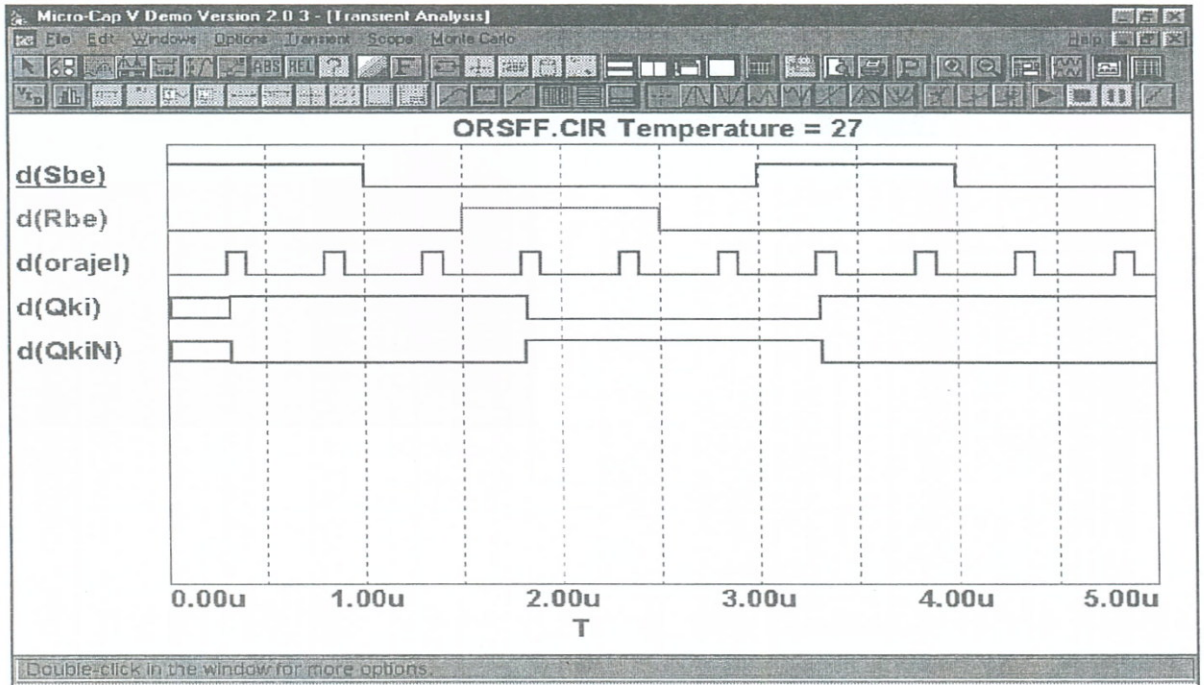 Micro-Cap V Demo Version 2.0.3 - [Transient Analysis]
File Edit Windows Options Transient Scope Monte Carlo Help
ABS REL ? F
ORSFF.CIR Temperature = 27
d(Sbe)
d(Rbe)
d(orajel)
d(Qki)
d(QkiN)
0.00u 1.00u 2.00u 3.00u 4.00u 5.00u
T
Double-click in the window for more options.